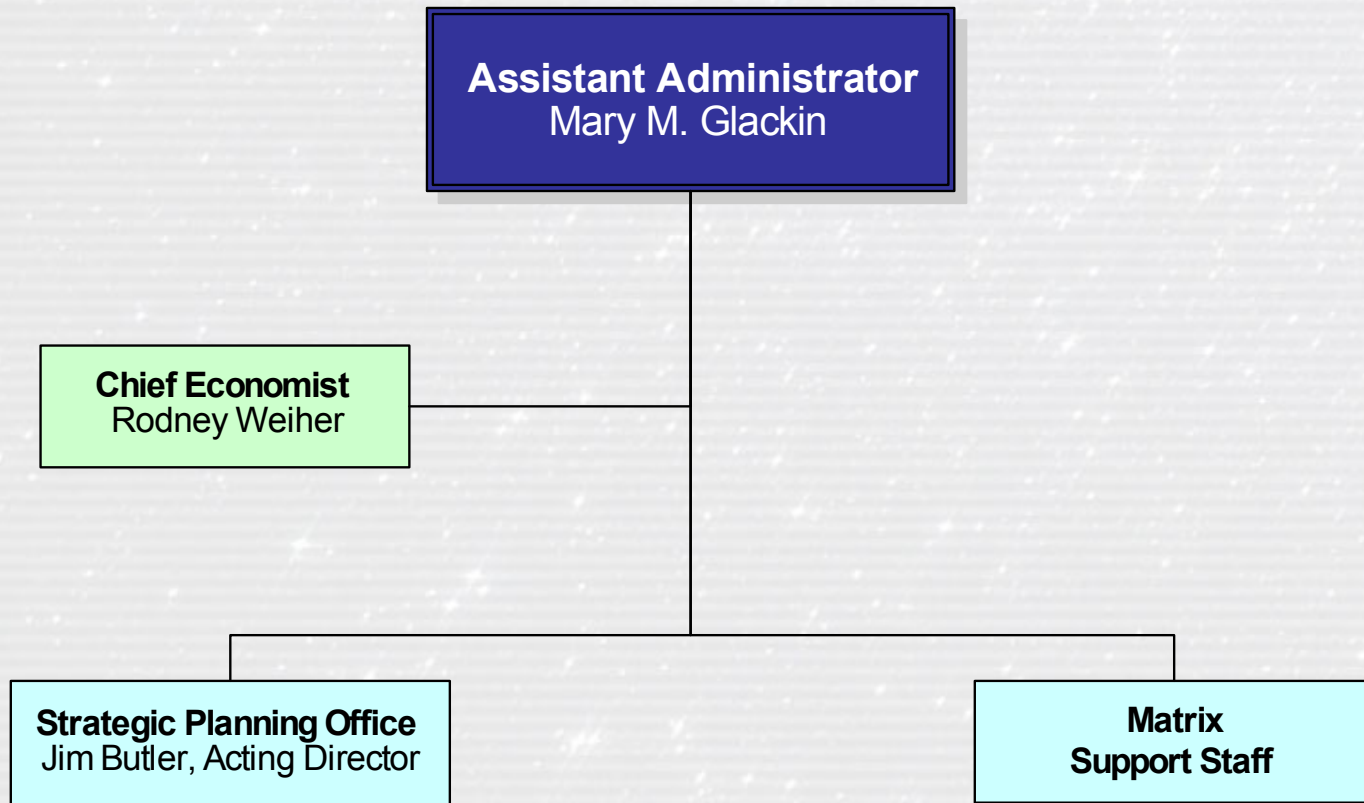 Assistant Administrator
Mary M. Glackin
Chief Economist
Rodney Weiher
Strategic Planning Office
Jim Butler, Acting Director
Matrix
Support Staff